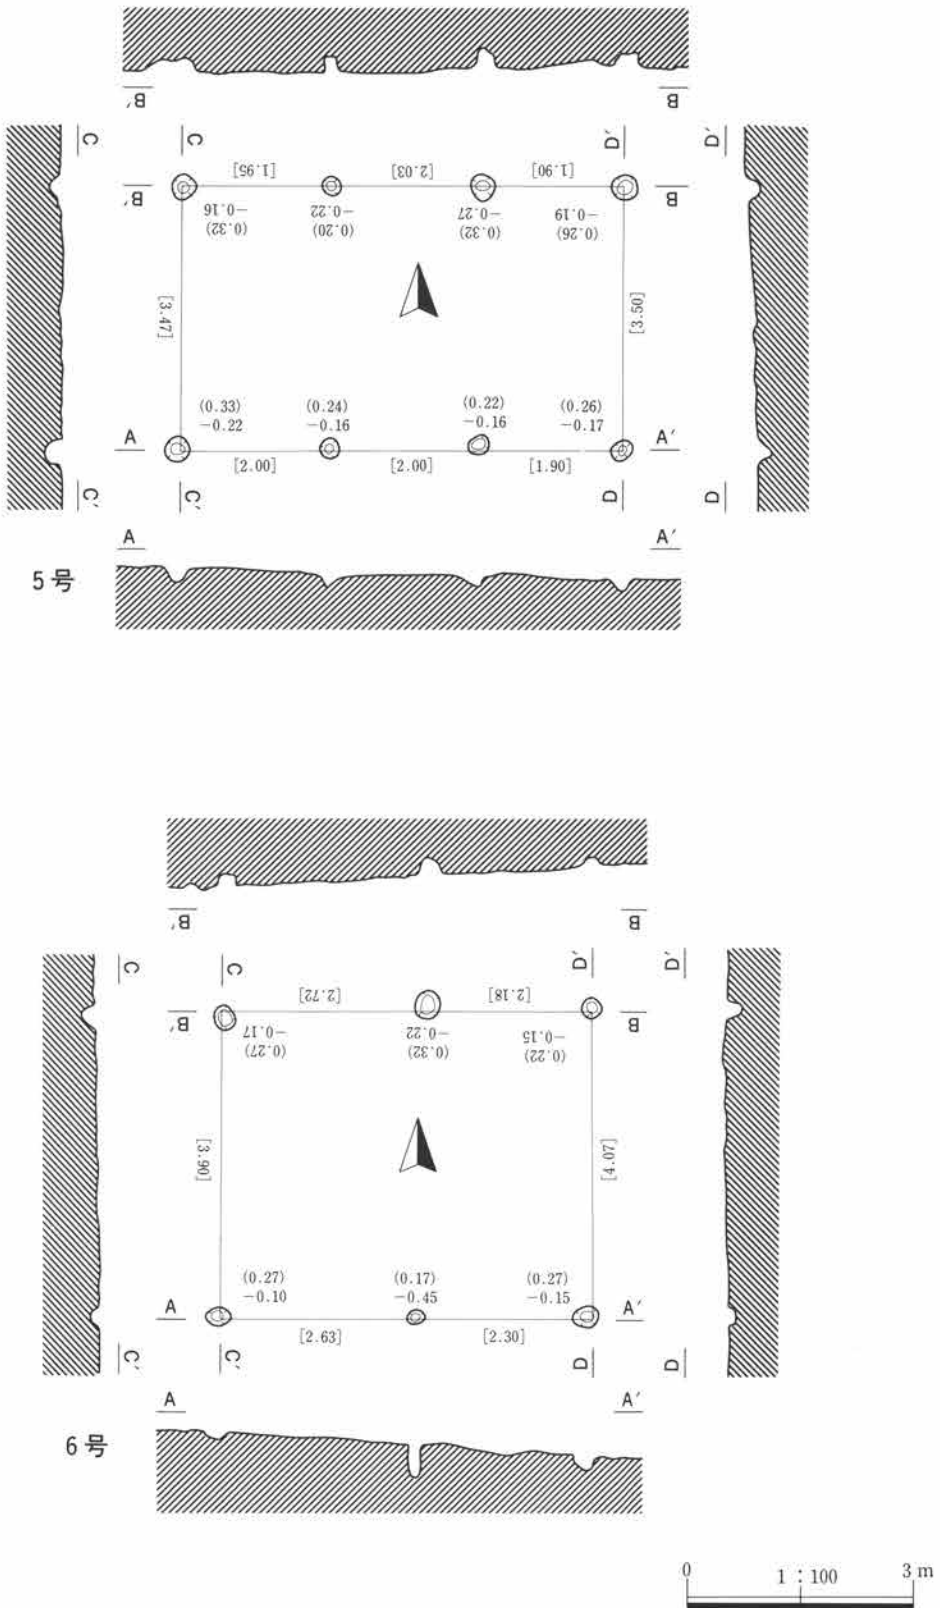 B′ B
C C D′ D′
[1.95] [2.03] [1.90]
B′ B
-0.16 -0.22 -0.27 -0.19
(0.32) (0.20) (0.32) (0.26)
[3.47] [3.50]
(0.33) (0.24) (0.22) (0.26)
-0.22 -0.16 -0.16 -0.17
A A′
[2.00] [2.00] [1.90]
C′ C′ D D
A A′
5号
B′ B
C C D′ D′
[2.72] [2.18]
B′ B
-0.17 -0.22 -0.15
(0.27) (0.32) (0.22)
[3.90] [4.07]
(0.27) (0.17) (0.27)
-0.10 -0.45 -0.15
A A′
[2.63] [2.30]
C′ C′ D D
A A′
6号
0 1:100 3m